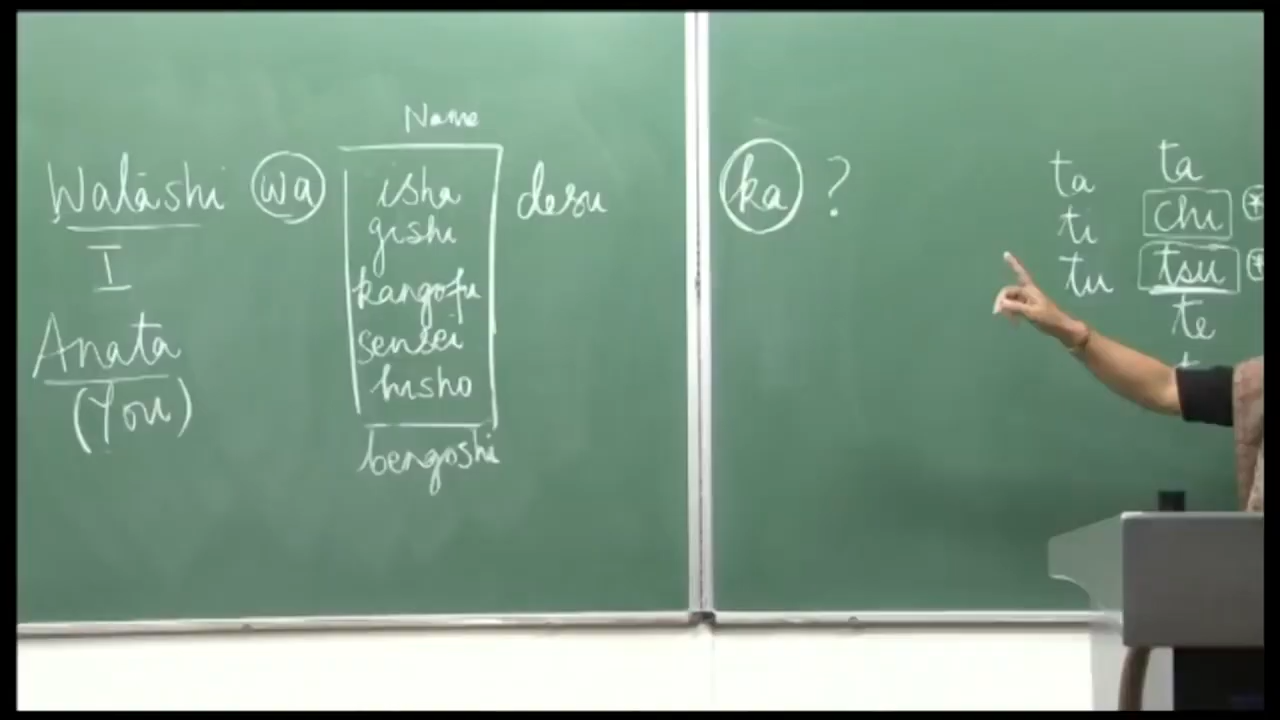 Name
Watashi wa isha desu ka ?
I gishi
kangofu
Anata sensei
(You) hisho
bengoshi
ta ta
ti chi
tu tsu
te